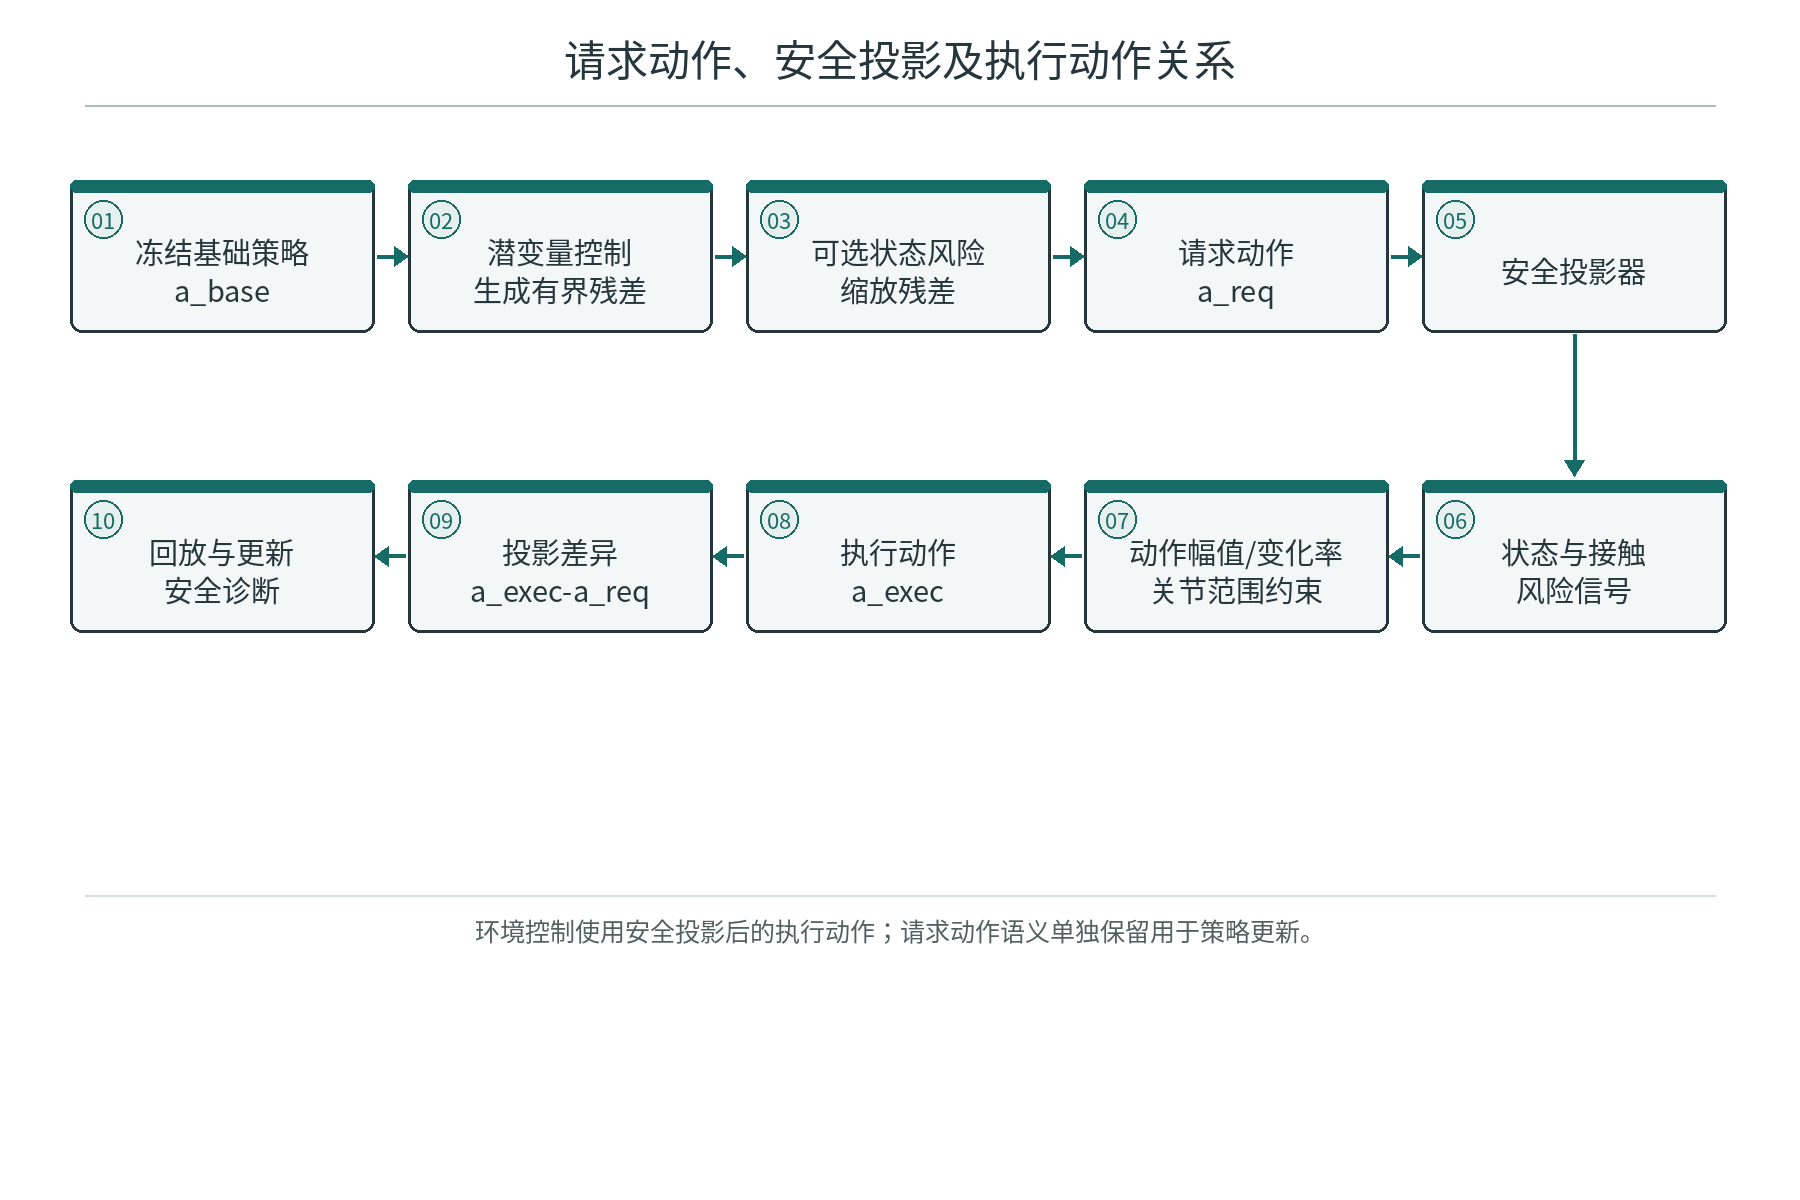 请求动作、安全投影及执行动作关系
01
冻结基础策略
a_base
02
潜变量控制
生成有界残差
03
可选状态风险
缩放残差
04
请求动作
a_req
05
安全投影器
06
状态与接触
风险信号
07
动作幅值/变化率
关节范围约束
08
执行动作
a_exec
09
投影差异
a_exec-a_req
10
回放与更新
安全诊断
环境控制使用安全投影后的执行动作；请求动作语义单独保留用于策略更新。